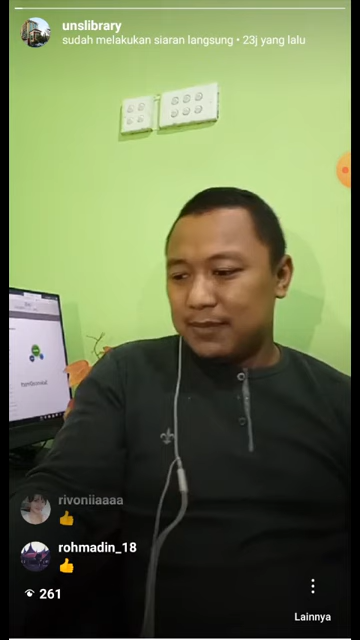 unslibrary
sudah melakukan siaran langsung • 23j yang lalu
rivoniiaaaa
👍
rohmadin_18
👍
261
Lainnya